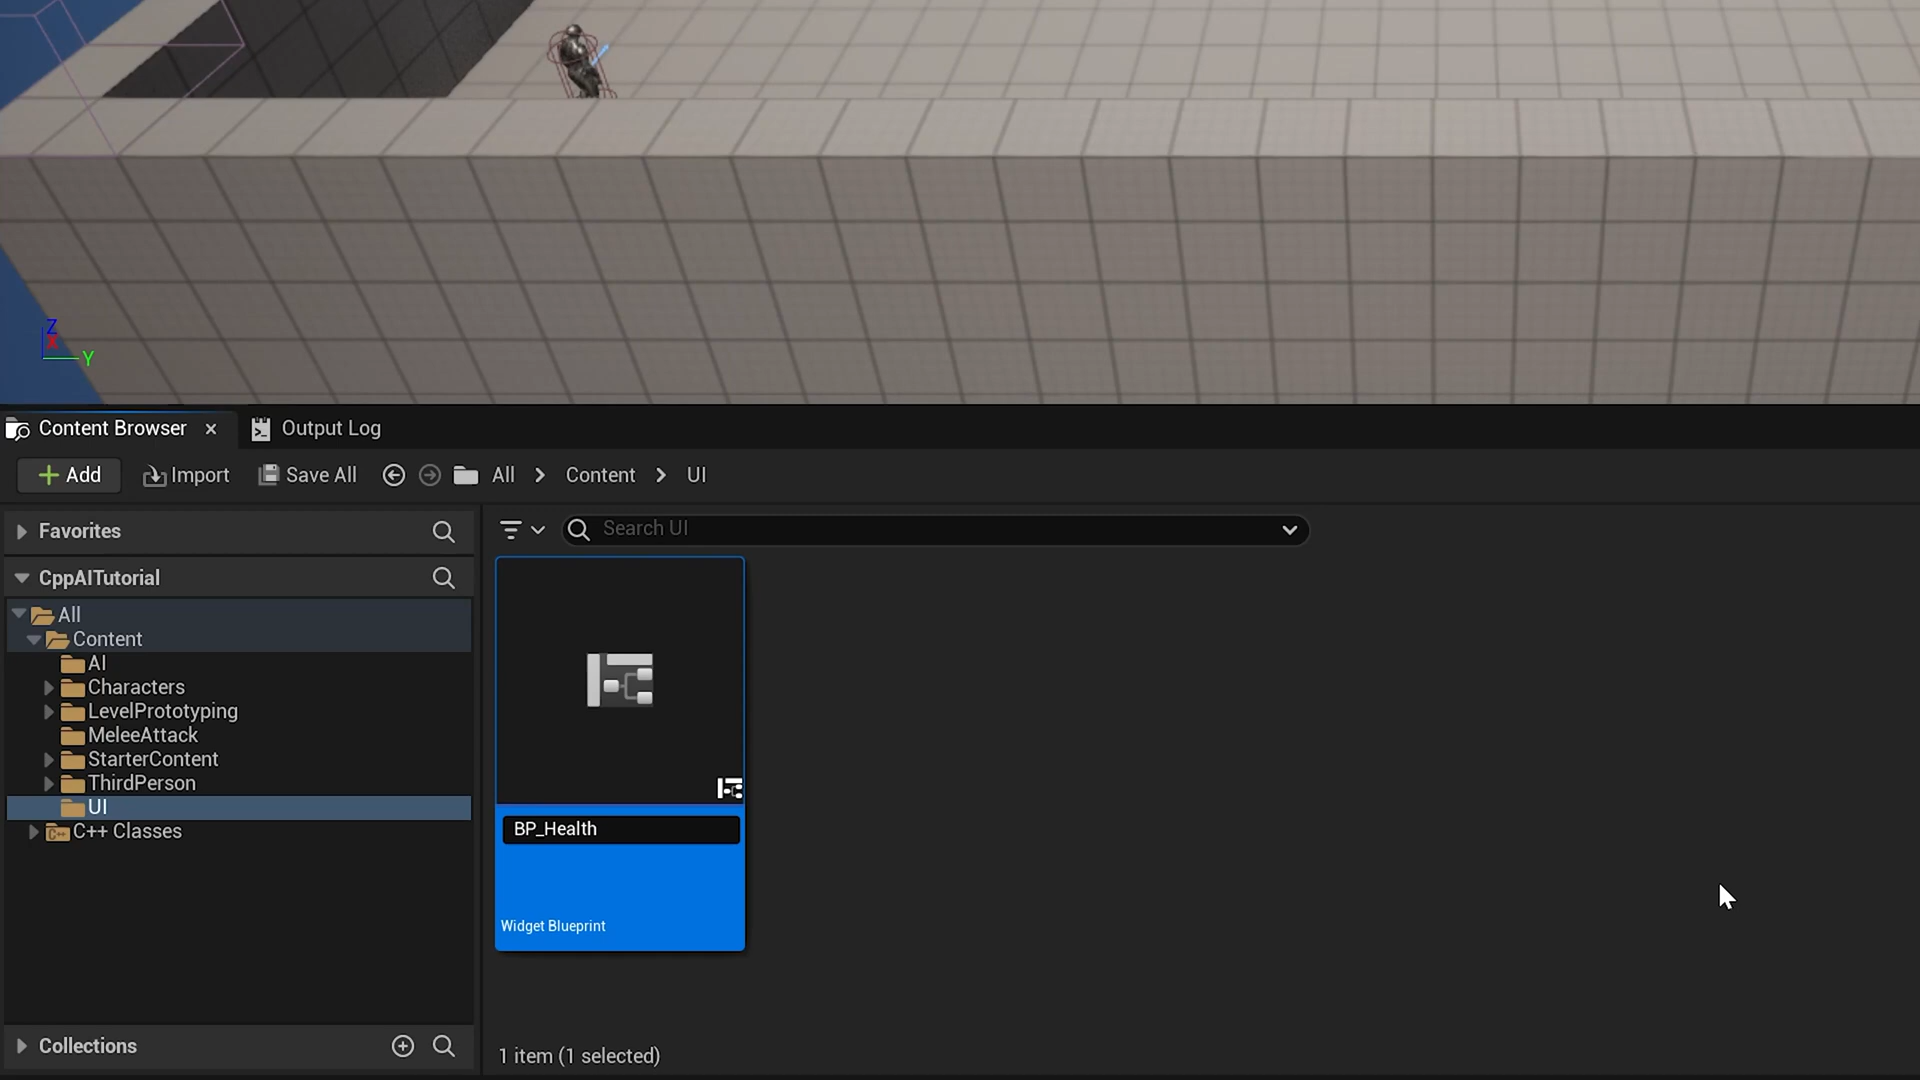 Z
X
Y
Content Browser
Output Log
Add
Import
Save All
All
Content
UI
Favorites
Search UI
CppAITutorial
All
Content
AI
Characters
LevelPrototyping
MeleeAttack
StarterContent
ThirdPerson
UI
C++ Classes
BP_Health
Widget Blueprint
Collections
1 item (1 selected)